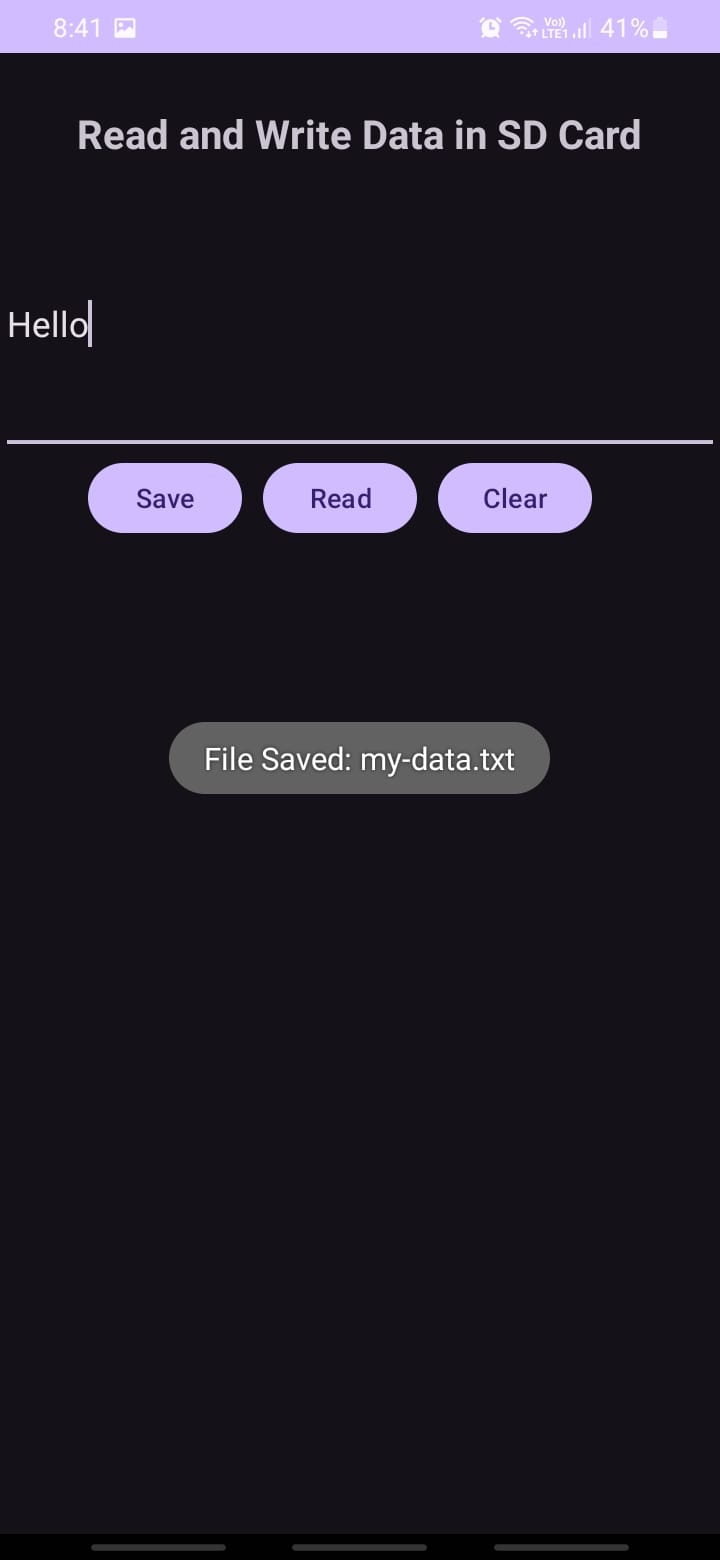 8:41 Vo)) LTE1 41%
Read and Write Data in SD Card
Hello
Save Read Clear
File Saved: my-data.txt